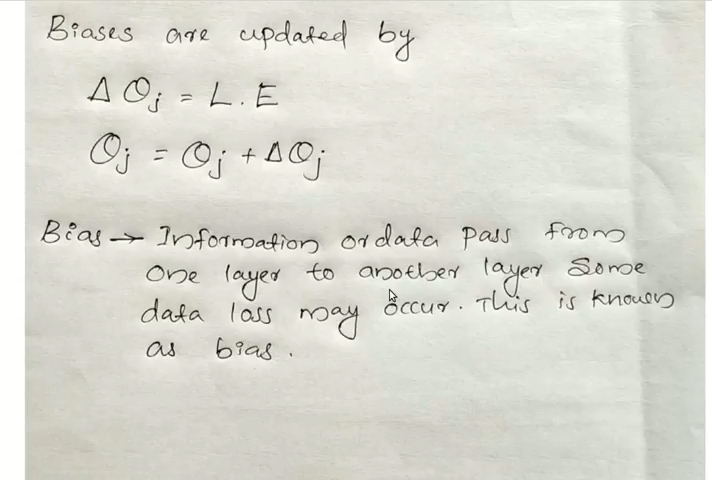 Biases are updated by
Δθj = L.E
θj = θj + Δθj
Bias → Information or data pass from
one layer to another layer some
data loss may occur. This is known
as bias.